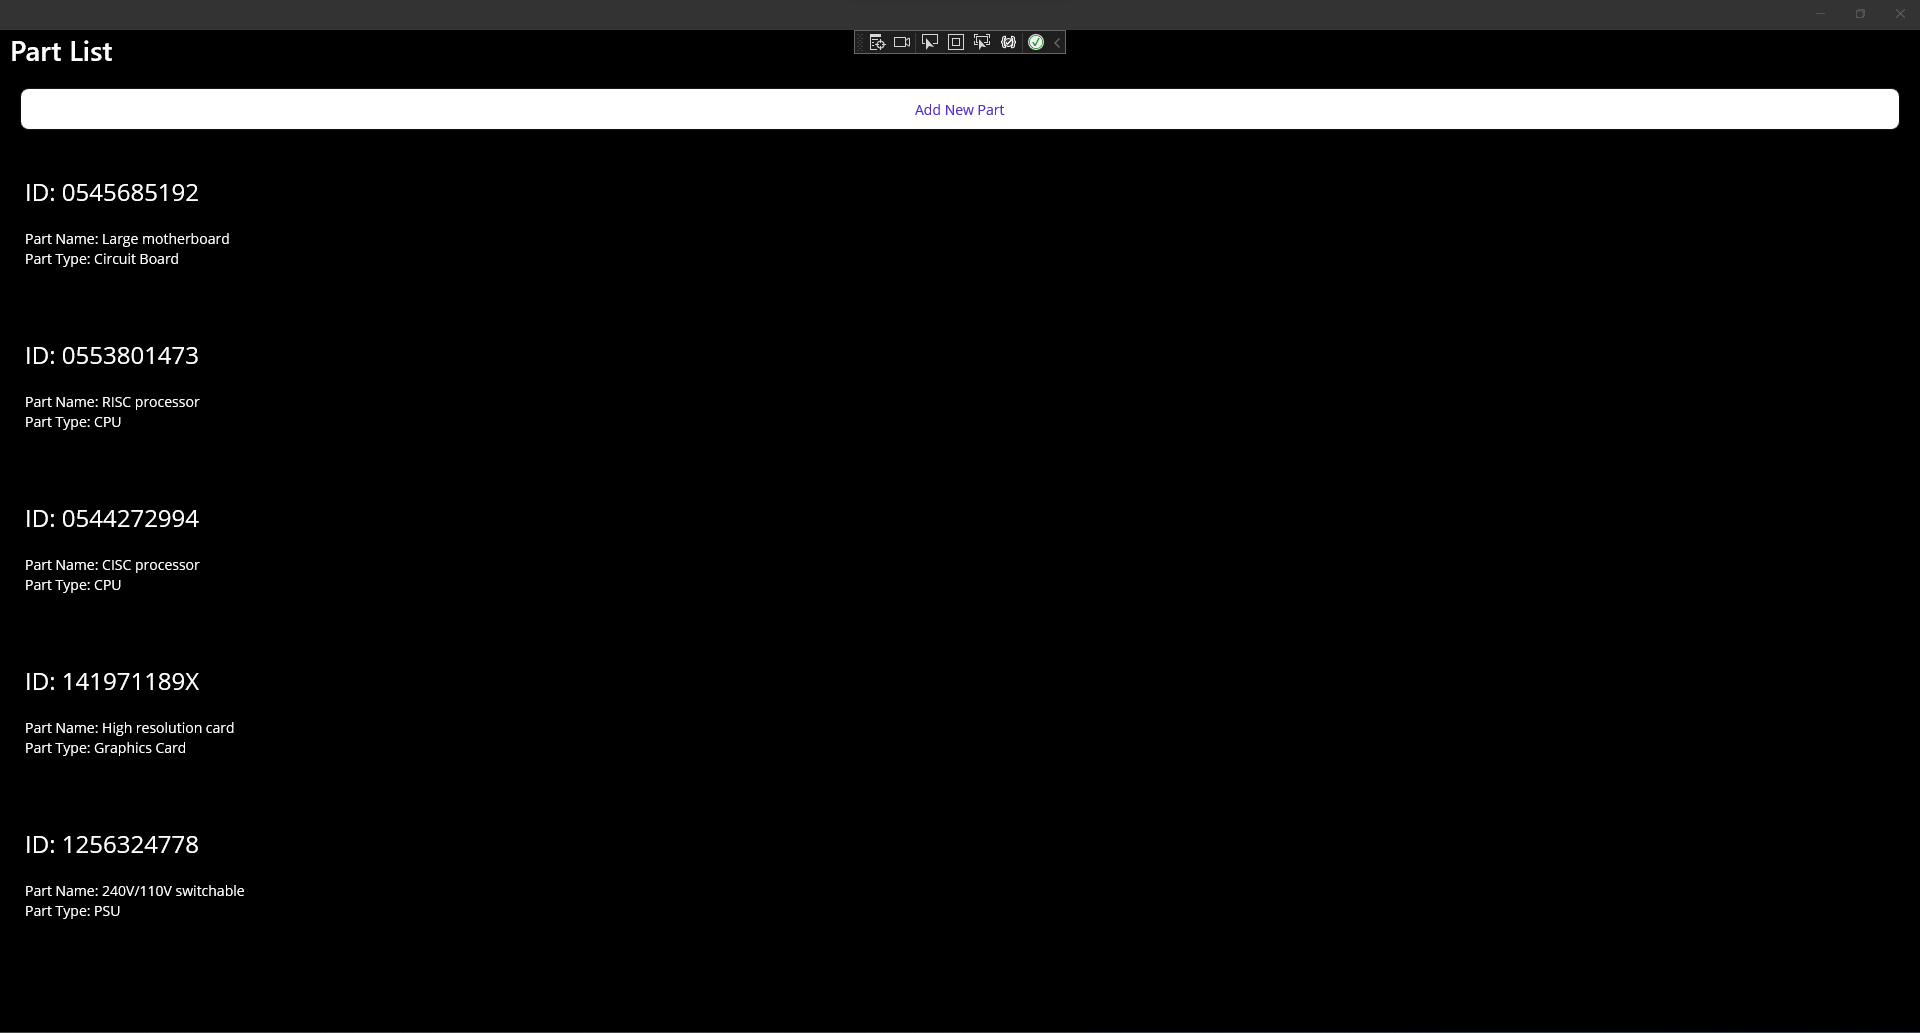 Part List
Add New Part
ID: 0545685192
Part Name: Large motherboard
Part Type: Circuit Board
ID: 0553801473
Part Name: RISC processor
Part Type: CPU
ID: 0544272994
Part Name: CISC processor
Part Type: CPU
ID: 141971189X
Part Name: High resolution card
Part Type: Graphics Card
ID: 1256324778
Part Name: 240V/110V switchable
Part Type: PSU